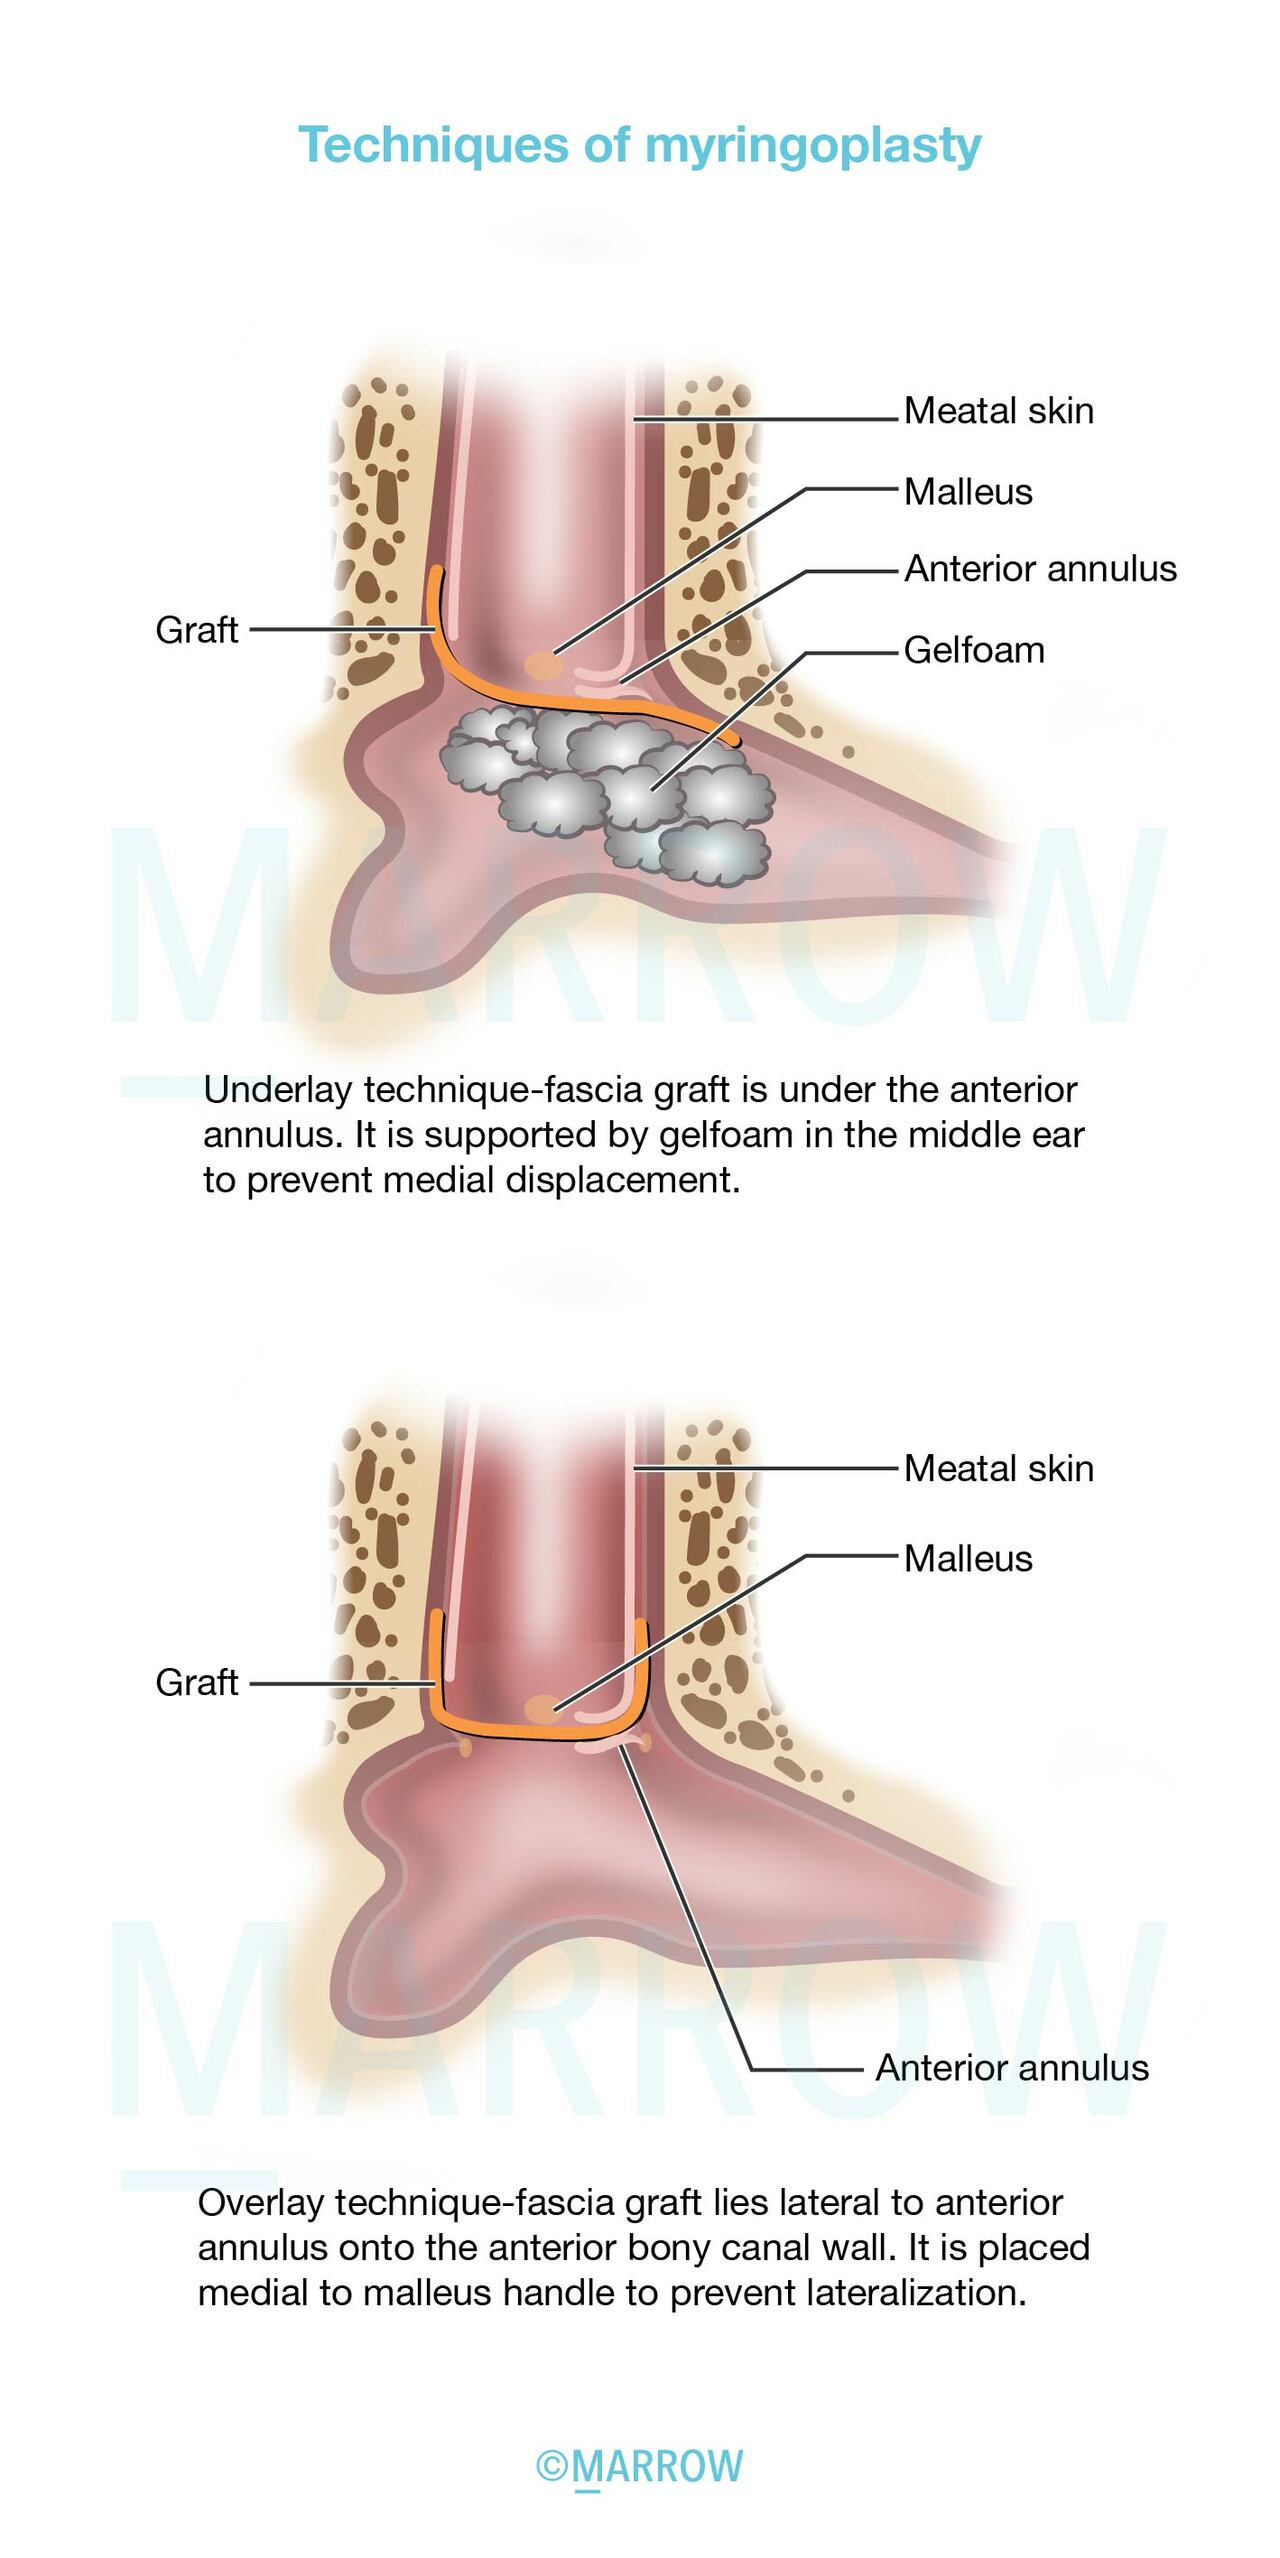 Techniques of myringoplasty
Meatal skin
Malleus
Anterior annulus
Graft
Gelfoam
MARROW
Underlay technique-fascia graft is under the anterior
annulus. It is supported by gelfoam in the middle ear
to prevent medial displacement.
Meatal skin
Malleus
Graft
MARROW
Anterior annulus
Overlay technique-fascia graft lies lateral to anterior
annulus onto the anterior bony canal wall. It is placed
medial to malleus handle to prevent lateralization.
©MARROW